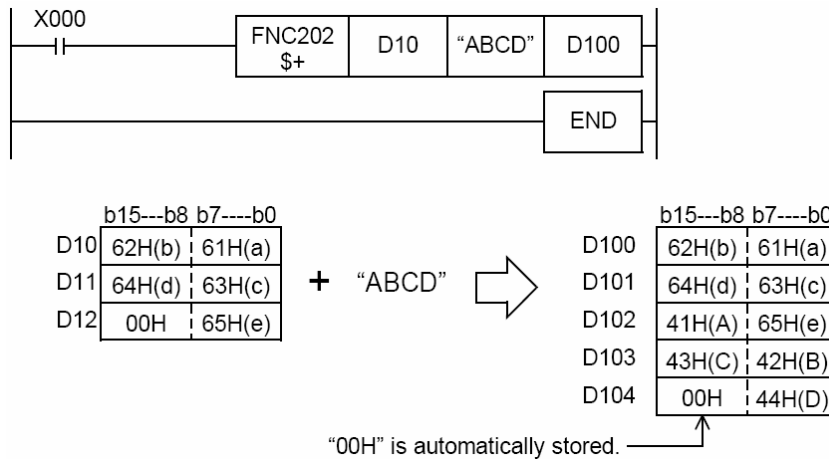 X000
FNC202 $+ D10 “ABCD” D100
END
b15---b8 b7----b0
D10 62H(b) 61H(a)
D11 64H(d) 63H(c)
D12 00H 65H(e)
+ “ABCD”
b15---b8 b7----b0
D100 62H(b) 61H(a)
D101 64H(d) 63H(c)
D102 41H(A) 65H(e)
D103 43H(C) 42H(B)
D104 00H 44H(D)
“00H” is automatically stored.